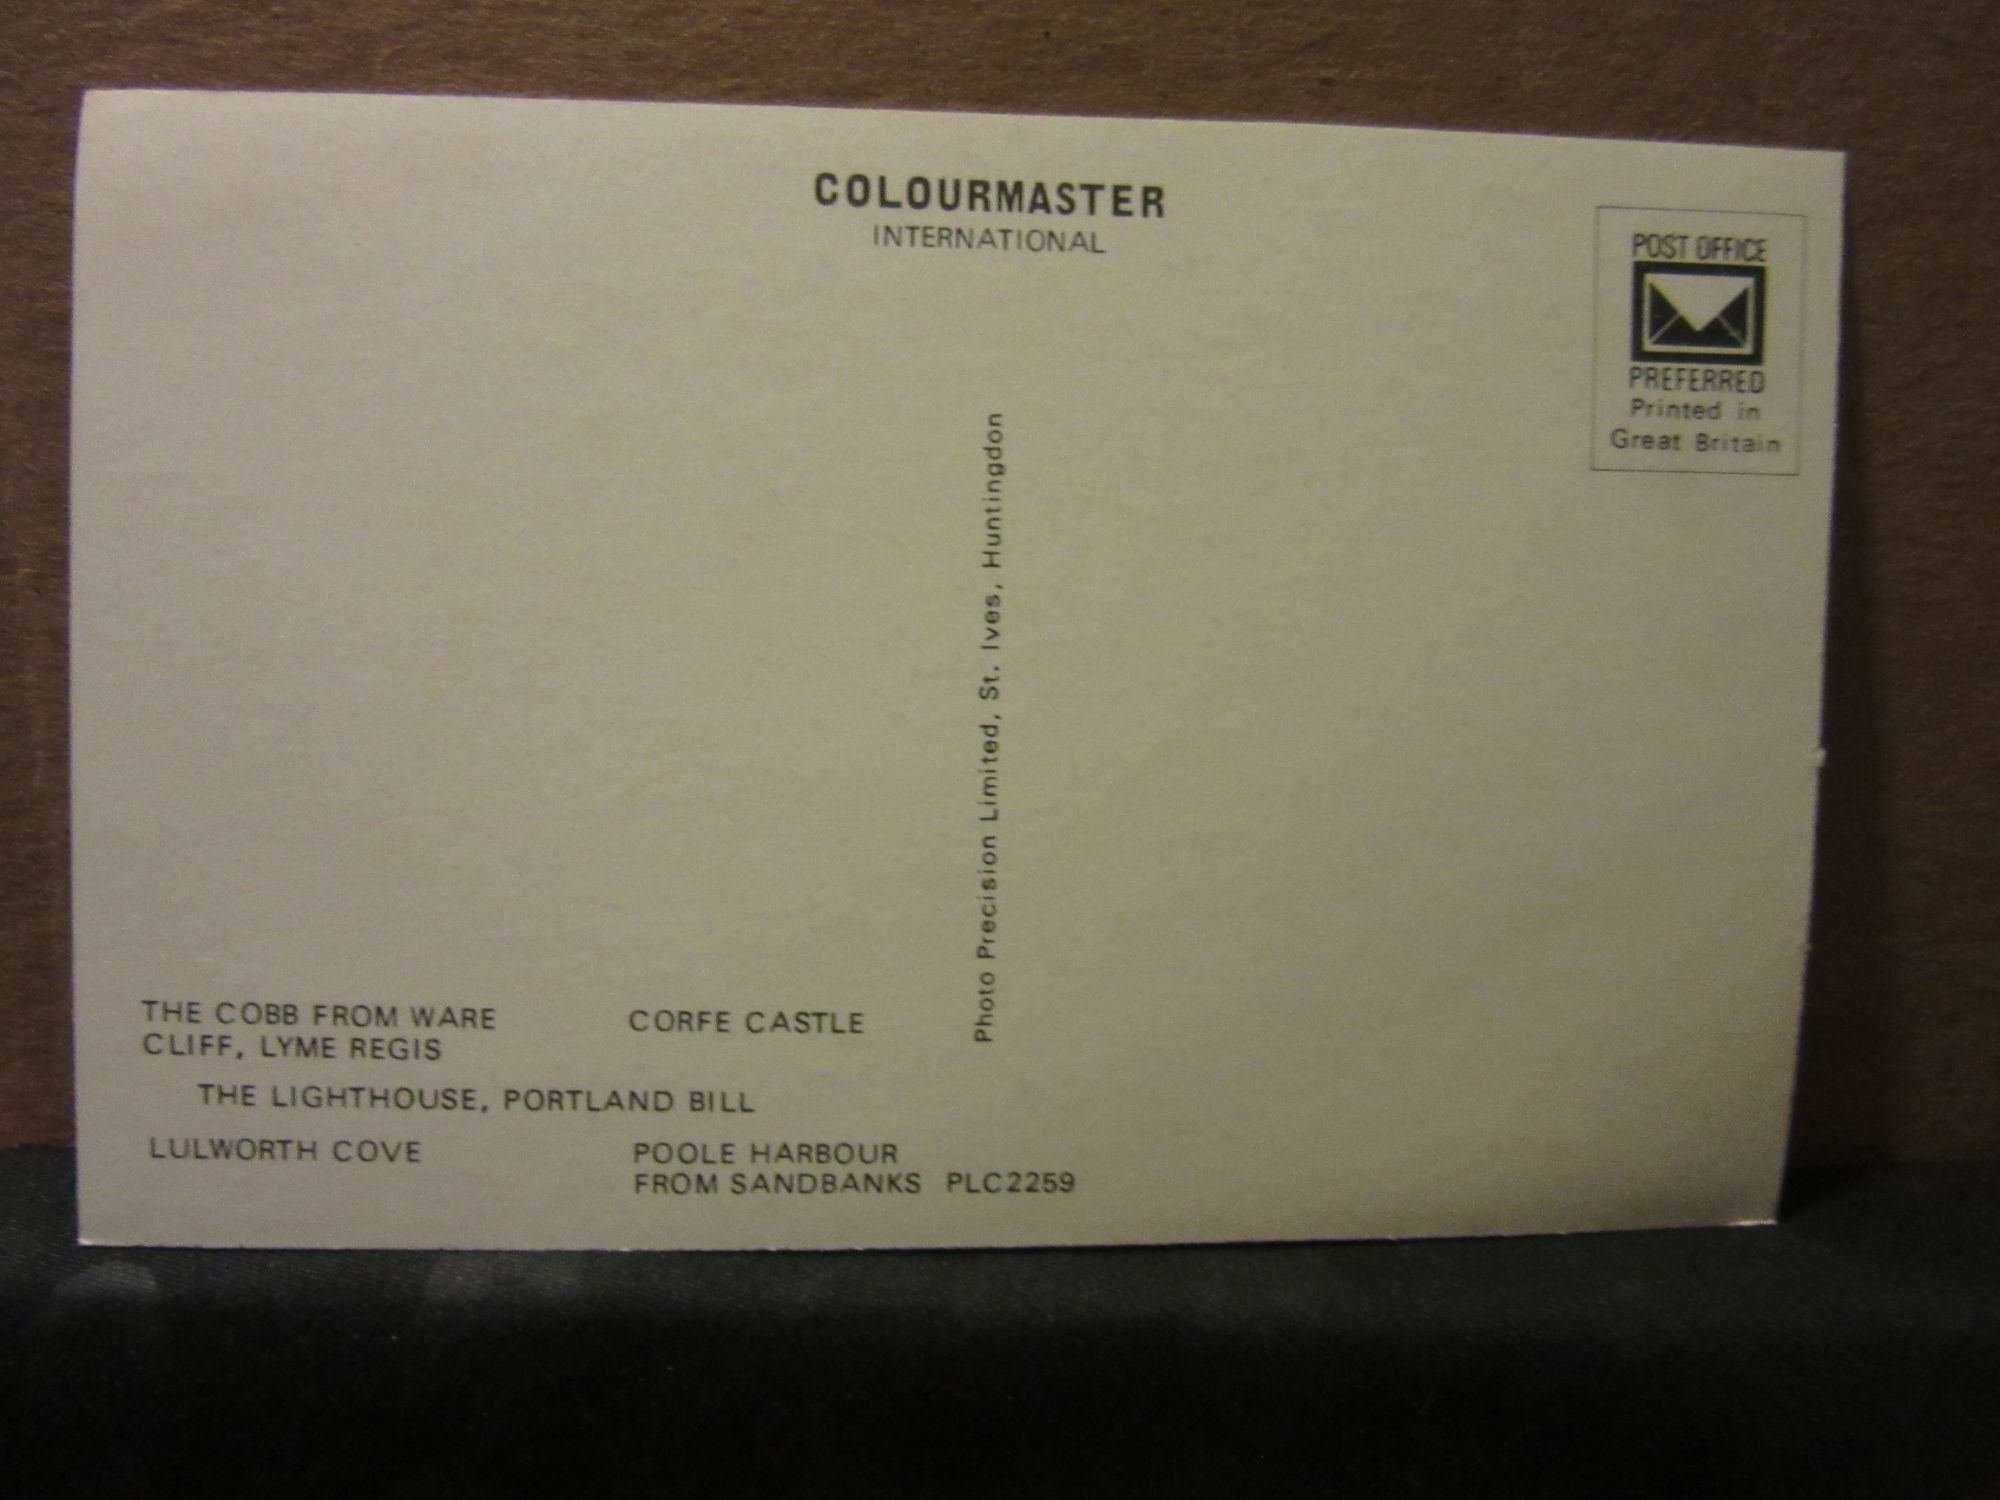 COLOURMASTER
INTERNATIONAL
POST OFFICE
PREFERRED
Printed in
Great Britain
Photo Precision Limited, St. Ives, Huntingdon
THE COBB FROM WARE
CLIFF, LYME REGIS
CORFE CASTLE
THE LIGHTHOUSE, PORTLAND BILL
LULWORTH COVE
POOLE HARBOUR
FROM SANDBANKS PLC2259